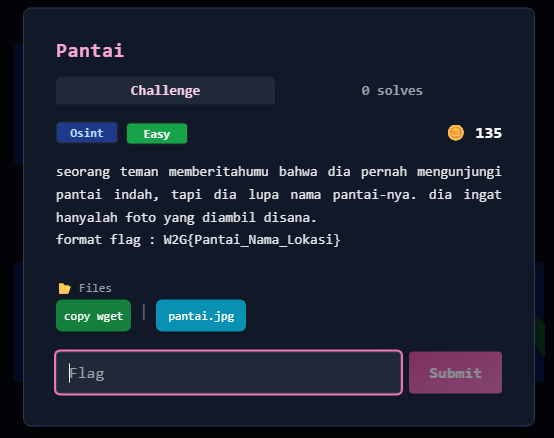 Pantai
Challenge
0 solves
Osint
Easy
135
seorang teman memberitahumu bahwa dia pernah mengunjungi
pantai indah, tapi dia lupa nama pantai-nya. dia ingat
hanyalah foto yang diambil disana.
format flag : W2G{Pantai_Nama_Lokasi}
Files
copy wget | pantai.jpg
Flag
Submit